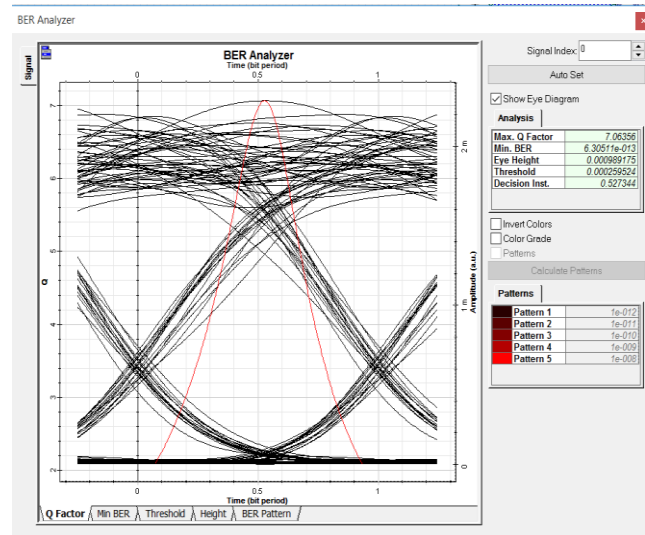 BER Analyzer
Signal
BER Analyzer
Time (bit period)
0 0.5 1
7
6
5
4
3
2
Q
2 m
1 m
0
Amplitude (a.u.)
0 0.5 1
Time (bit period)
Q Factor Min BER Threshold Height BER Pattern
Signal Index: 0
Auto Set
Show Eye Diagram
Analysis
Max. Q Factor 7.06356
Min. BER 6.30511e-013
Eye Height 0.000989175
Threshold 0.000259524
Decision Inst. 0.527344
Invert Colors
Color Grade
Patterns
Calculate Patterns
Patterns
Pattern 1 1e-012
Pattern 2 1e-011
Pattern 3 1e-010
Pattern 4 1e-009
Pattern 5 1e-008